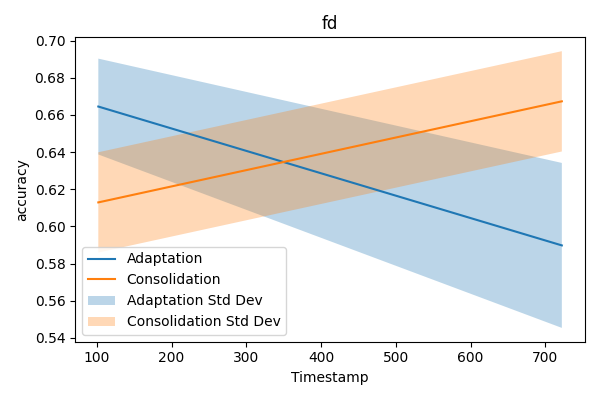 fd
0.70
0.68
0.66
0.64
0.62
0.60
0.58
0.56
0.54
accuracy
Adaptation
Consolidation
Adaptation Std Dev
Consolidation Std Dev
100 200 300 400 500 600 700
Timestamp